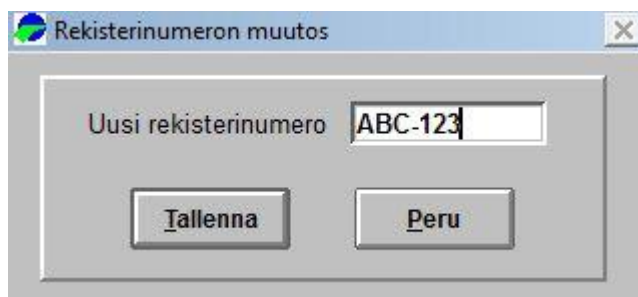 Rekisterinumeron muutos
Uusi rekisterinumero ABC-123
Tallenna Peru